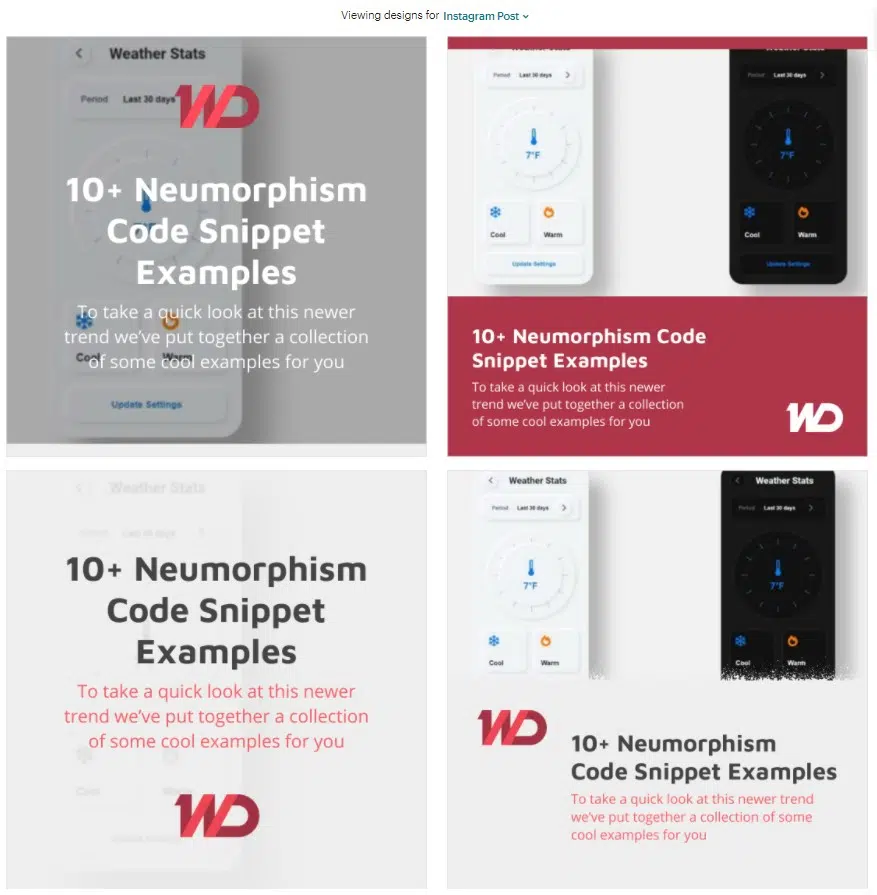 Viewing designs for Instagram Post
Weather Stats
Period Last 30 days
WD
10+ Neumorphism
Code Snippet
Examples
To take a quick look at this newer
trend we've put together a collection
of some cool examples for you
Cool Warm
Update Settings
Period Last 30 days
7°F
Cool Warm
Update Settings
Period Last 30 days
7°F
Cool Warm
Update Settings
10+ Neumorphism Code
Snippet Examples
To take a quick look at this newer
trend we've put together a collection
of some cool examples for you
WD
Weather Stats
Last 30 days
10+ Neumorphism
Code Snippet
Examples
To take a quick look at this newer
trend we've put together a collection
of some cool examples for you
Cool
WD
Weather Stats
Period Last 30 days
7°F
Cool Warm
Weather Stats
Period Last 30 days
7°F
Cool Warm
WD
10+ Neumorphism
Code Snippet Examples
To take a quick look at this newer trend
we've put together a collection of some
cool examples for you